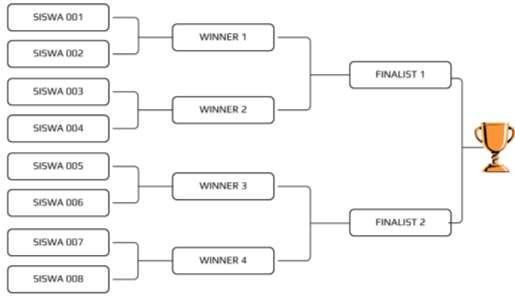 SISWA 001
SISWA 002
SISWA 003
SISWA 004
SISWA 005
SISWA 006
SISWA 007
SISWA 008
WINNER 1
WINNER 2
WINNER 3
WINNER 4
FINALIST 1
FINALIST 2